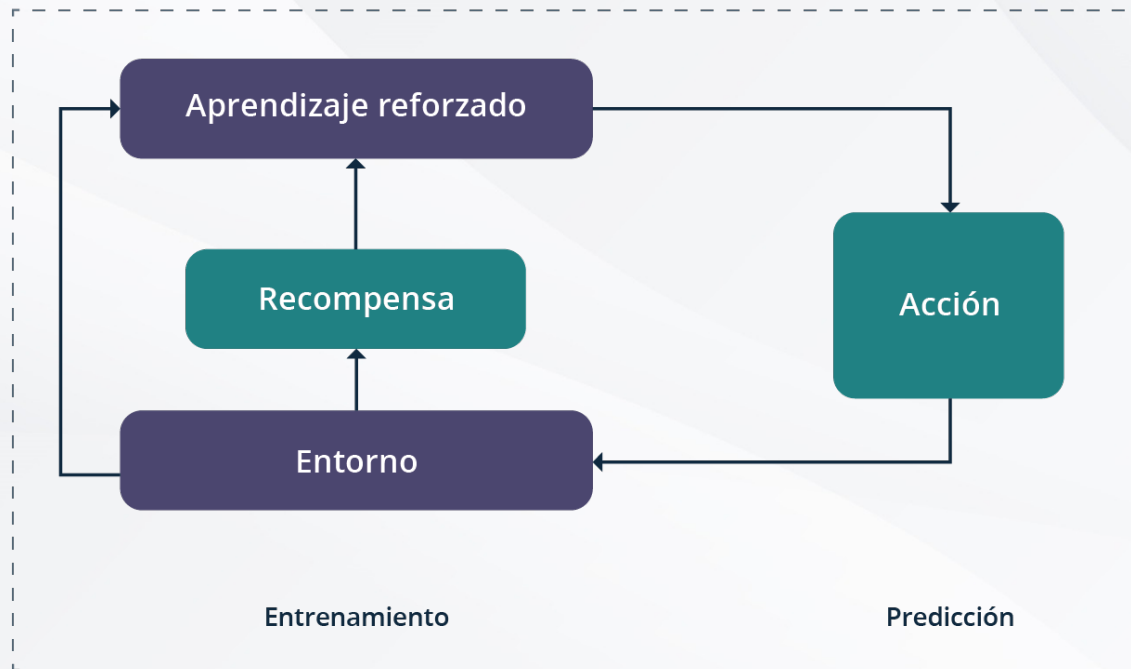 Aprendizaje reforzado
Recompensa
Acción
Entorno
Entrenamiento
Predicción